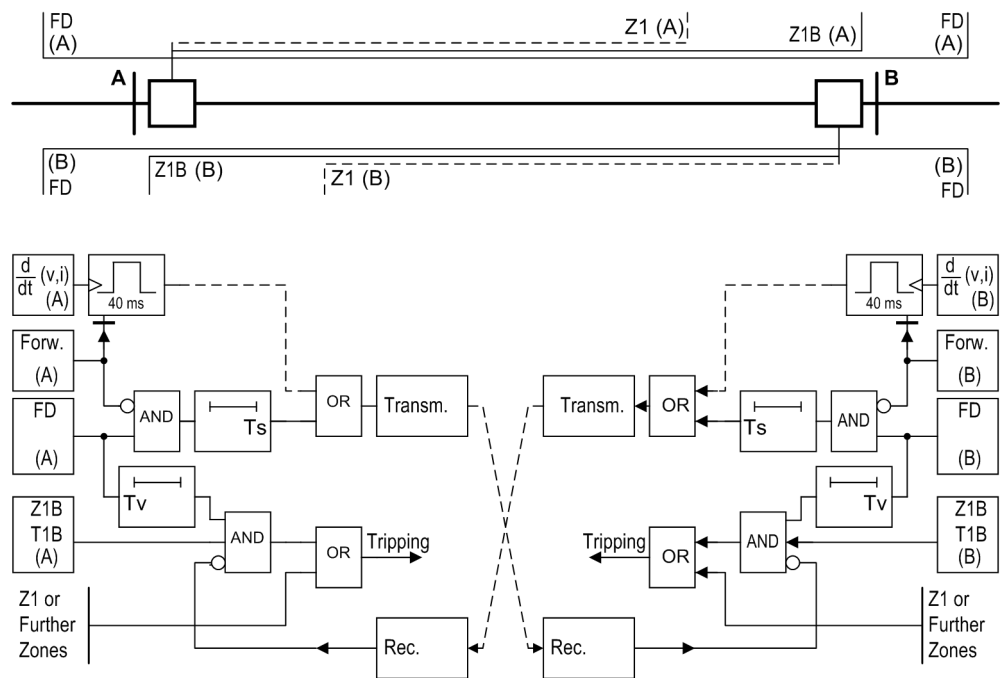 FD
(A)
Z1 (A)
Z1B (A)
FD
(A)
A
B
(B)
FD
Z1B (B)
Z1 (B)
(B)
FD
d/dt (v,i)
(A)
40 ms
40 ms
d/dt (v,i)
(B)
Forw.
(A)
Forw.
(B)
FD
(A)
AND
Ts
OR
Transm.
Transm.
OR
Ts
AND
FD
(B)
Tv
Tv
Z1B
T1B
(A)
AND
OR
Tripping
Tripping
OR
AND
Z1B
T1B
(B)
Z1 or
Further
Zones
Rec.
Rec.
Z1 or
Further
Zones